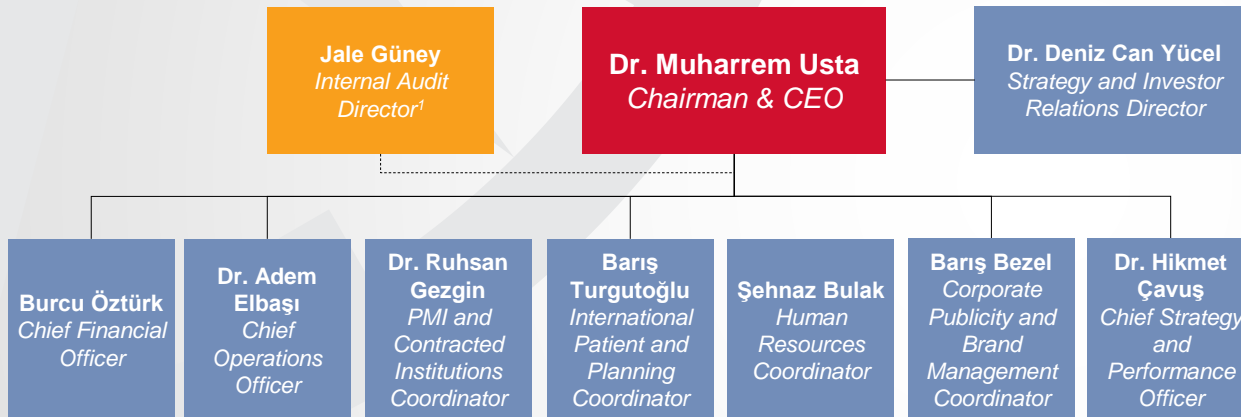 Jale Güney
Internal Audit
Director¹
Dr. Muharrem Usta
Chairman & CEO
Dr. Deniz Can Yücel
Strategy and Investor
Relations Director
Burcu Öztürk
Chief Financial
Officer
Dr. Adem
Elbaşı
Chief
Operations
Officer
Dr. Ruhsan
Gezgin
PMI and
Contracted
Institutions
Coordinator
Barış
Turgutoğlu
International
Patient and
Planning
Coordinator
Şehnaz Bulak
Human
Resources
Coordinator
Barış Bezel
Corporate
Publicity and
Brand
Management
Coordinator
Dr. Hikmet
Çavuş
Chief Strategy
and
Performance
Officer